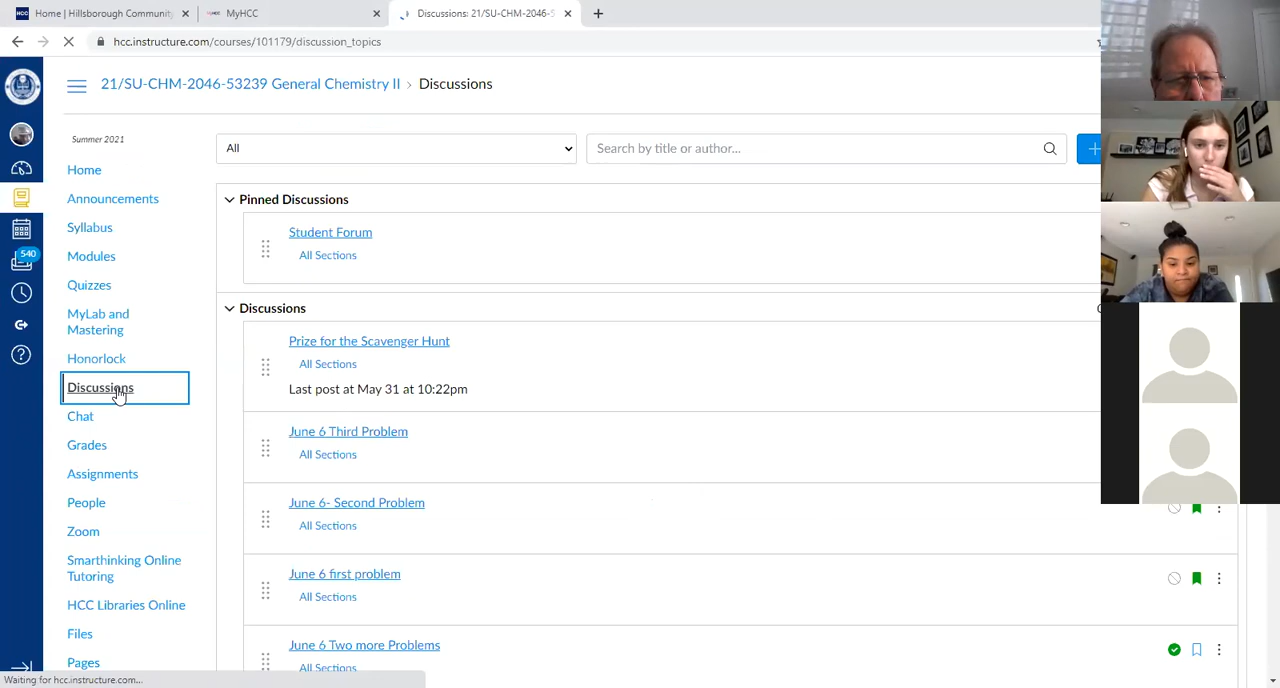 Home | Hillsborough Community
MyHCC
Discussions: 21/SU-CHM-2046-5
hcc.instructure.com/courses/101179/discussion_topics
21/SU-CHM-2046-53239 General Chemistry II > Discussions
Summer 2021
Home
Announcements
Syllabus
Modules
Quizzes
MyLab and
Mastering
Honorlock
Discussions
Chat
Grades
Assignments
People
Zoom
Smarthinking Online
Tutoring
HCC Libraries Online
Files
Pages
540
All
Search by title or author...
Pinned Discussions
Student Forum
All Sections
Discussions
Prize for the Scavenger Hunt
All Sections
Last post at May 31 at 10:22pm
June 6 Third Problem
All Sections
June 6- Second Problem
All Sections
June 6 first problem
All Sections
June 6 Two more Problems
All Sections
Waiting for hcc.instructure.com...